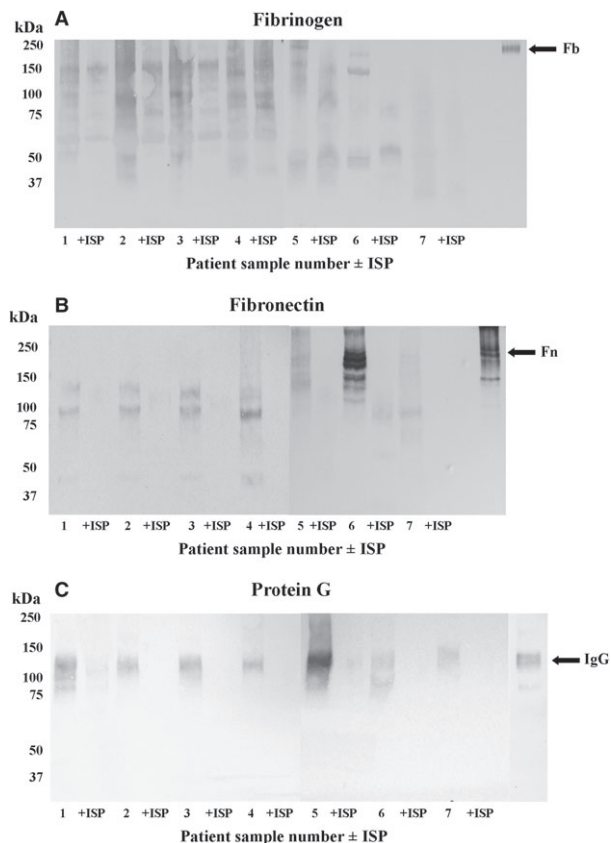 A Fibrinogen
kDa
250
Fb
150
100
75
50
37
1 +ISP 2 +ISP 3 +ISP 4 +ISP 5 +ISP 6 +ISP 7 +ISP
Patient sample number ± ISP
B Fibronectin
kDa
250
Fn
150
100
75
50
37
1 +ISP 2 +ISP 3 +ISP 4 +ISP 5 +ISP 6 +ISP 7 +ISP
Patient sample number ± ISP
C Protein G
kDa
250
150
IgG
100
75
50
37
1 +ISP 2 +ISP 3 +ISP 4 +ISP 5 +ISP 6 +ISP 7 +ISP
Patient sample number ± ISP